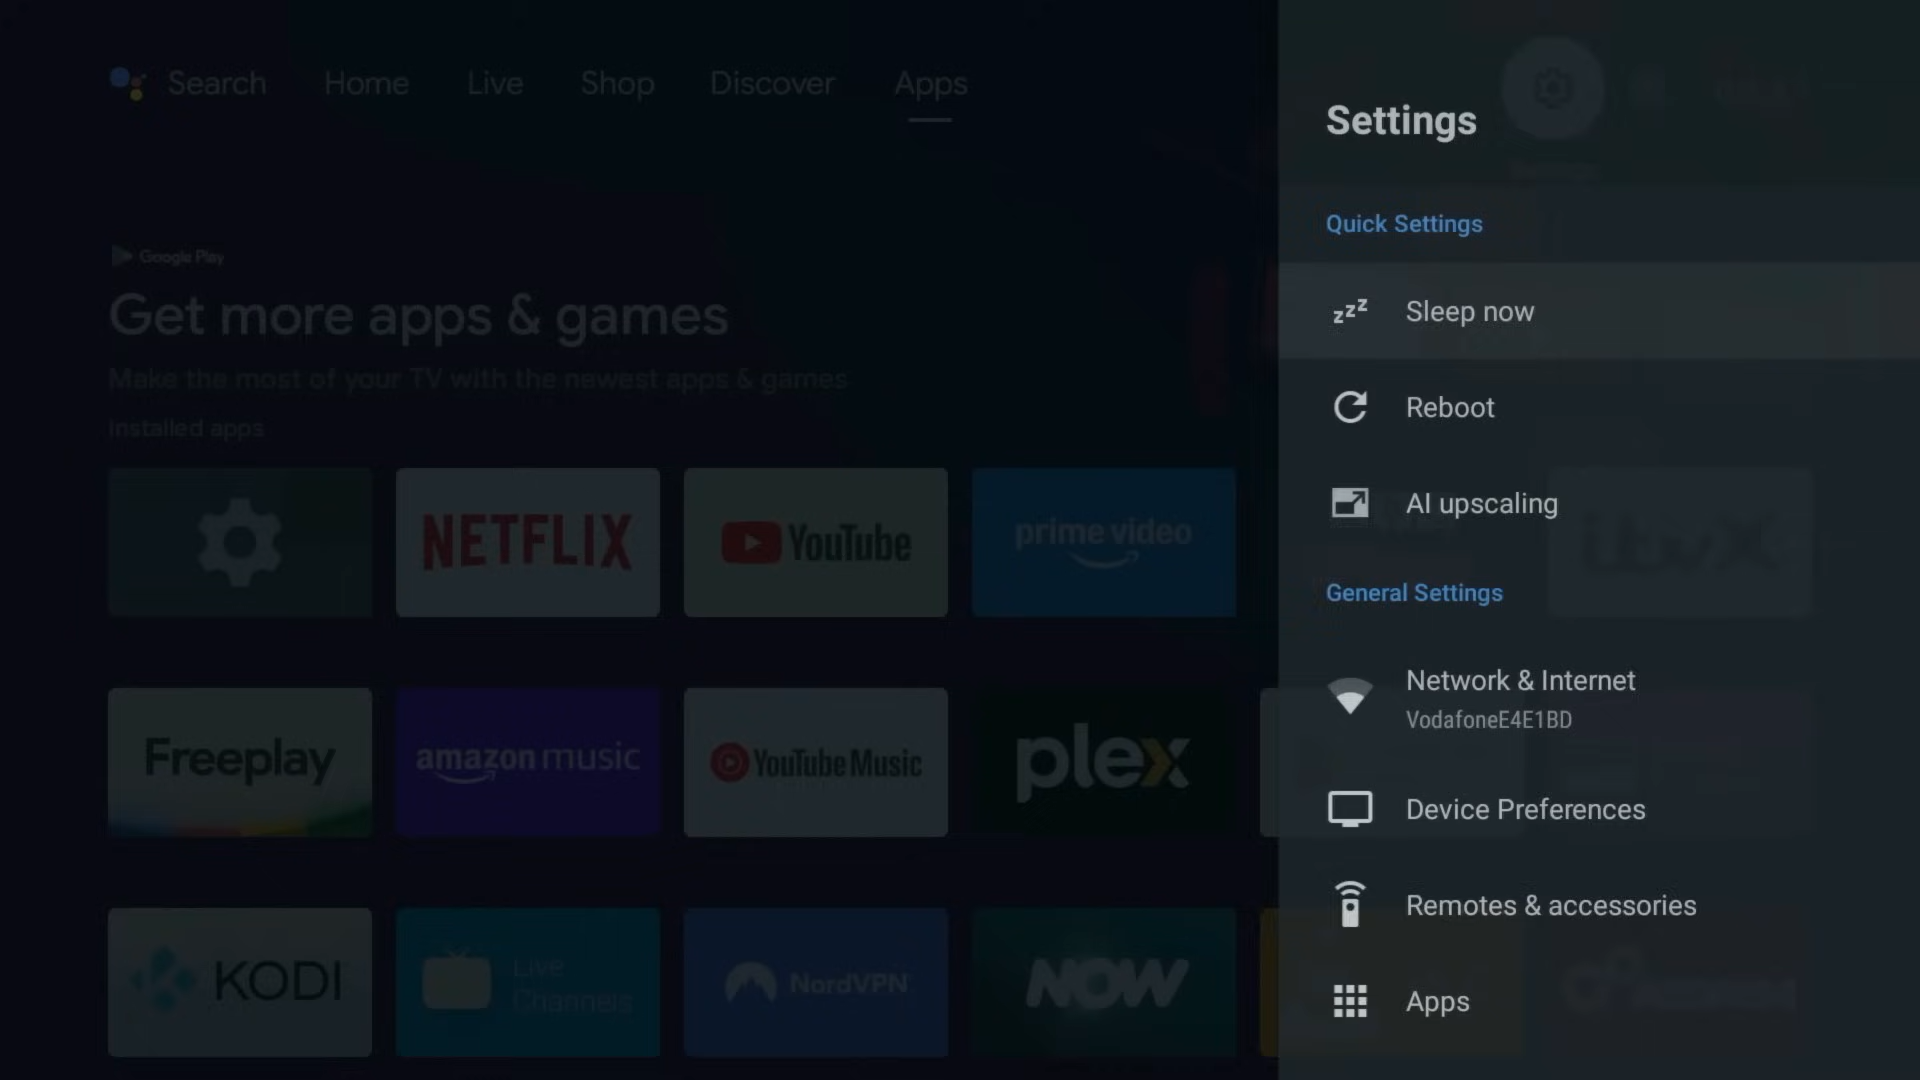 Search Home Live Shop Discover Apps
Google Play
Get more apps & games
Make the most of your TV with the newest apps & games
Installed apps
NETFLIX
YouTube
prime video
itvX
Freeplay
amazon music
YouTube Music
plex
KODI
Live
Channels
NordVPN
NOW
Settings
Quick Settings
zzz Sleep now
Reboot
AI upscaling
General Settings
Network & Internet
VodafoneE4E1BD
Device Preferences
Remotes & accessories
Apps